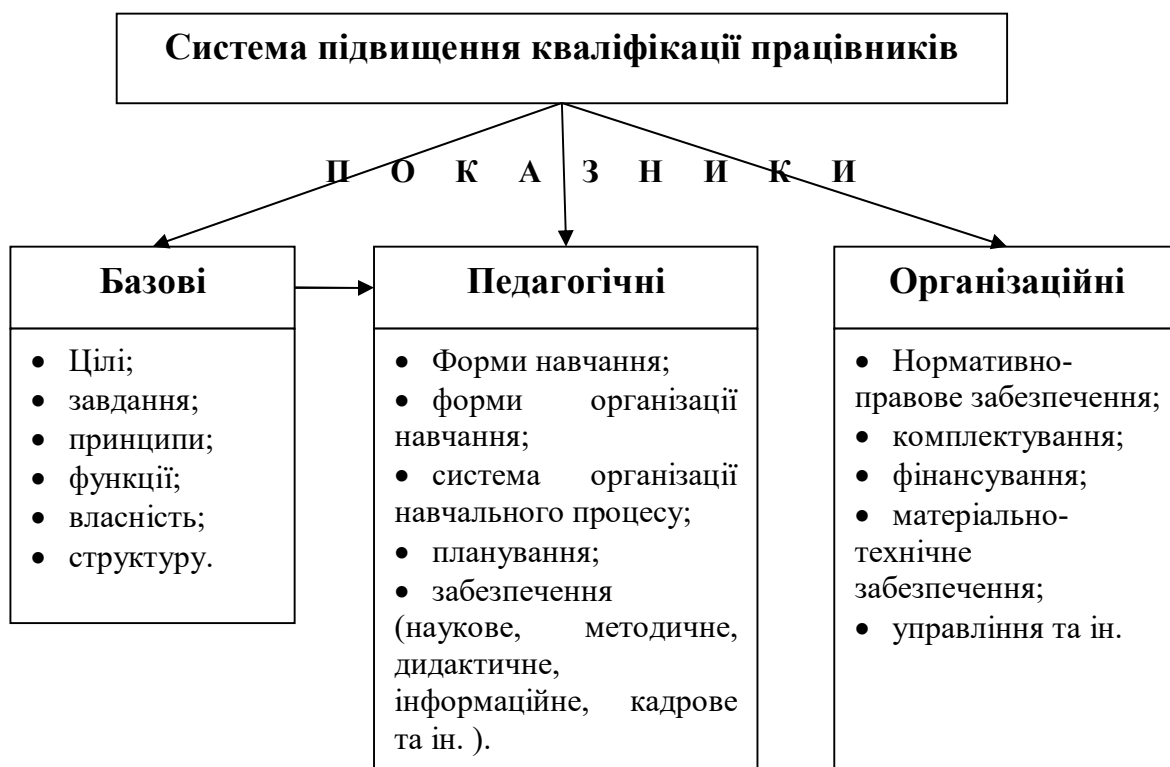 Система підвищення кваліфікації працівників
П О К А З Н И К И
Базові
• Цілі;
• завдання;
• принципи;
• функції;
• власність;
• структуру.
Педагогічні
• Форми навчання;
• форми організації
навчання;
• система організації
навчального процесу;
• планування;
• забезпечення
(наукове, методичне,
дидактичне,
інформаційне, кадрове
та ін. ).
Організаційні
• Нормативно-
правове забезпечення;
• комплектування;
• фінансування;
• матеріально-
технічне
забезпечення;
• управління та ін.